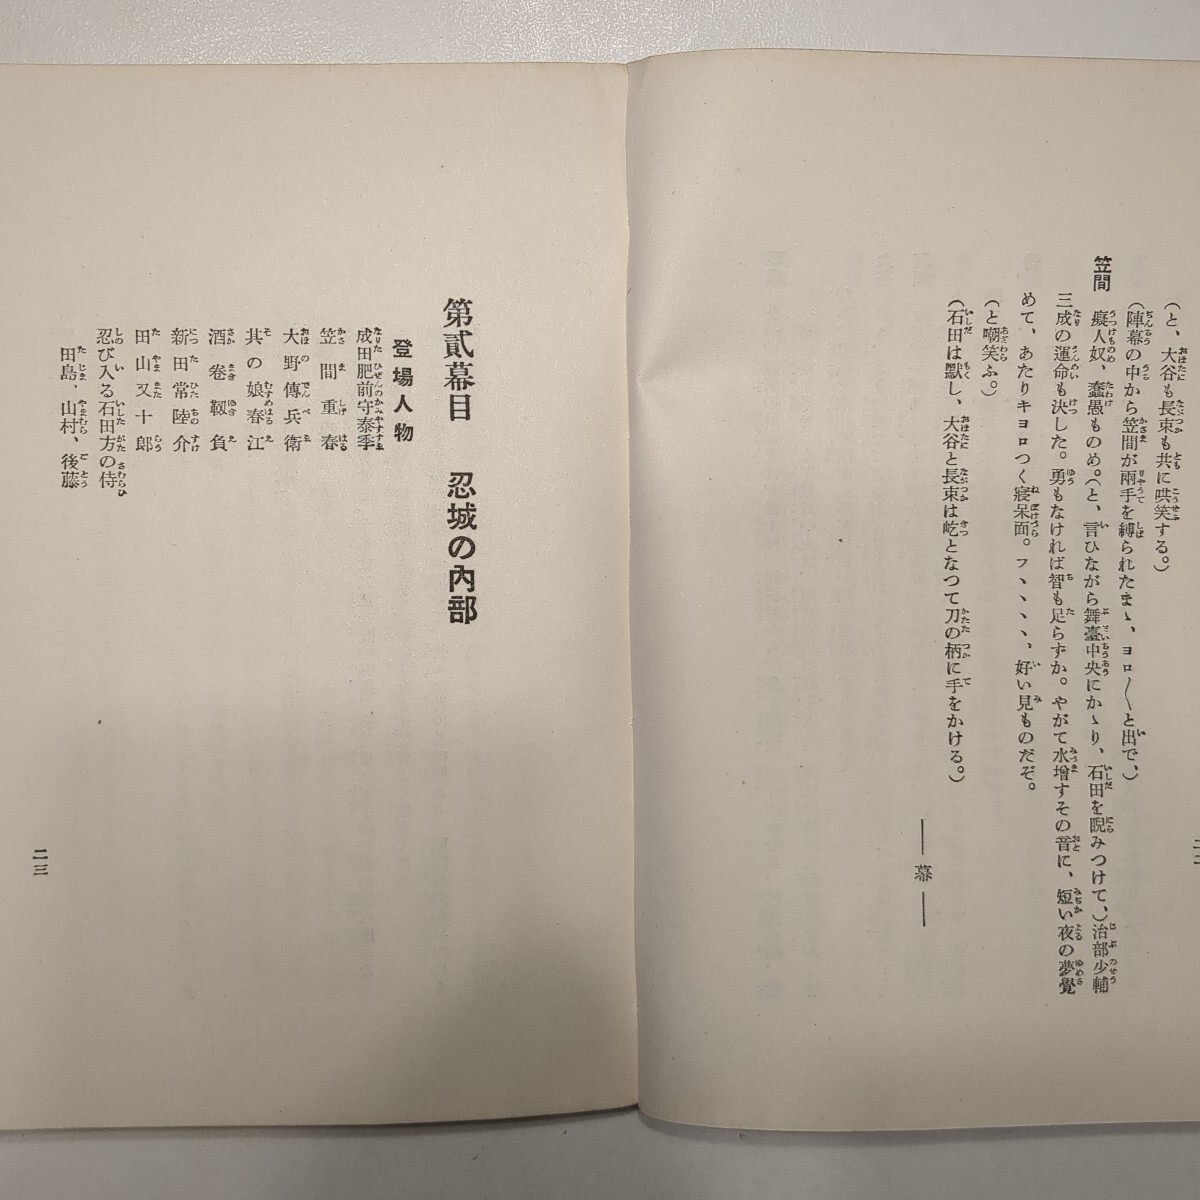 (と、大谷も長束も共に哄笑する。)
(陣幕の中から笠間が兩手を縛られたまゝ、ヨロ〳〵と出で、)
笠間　癡人奴、蠢愚ものめ。(と、言ひながら舞臺中央にかゝり、石田を睨みつけて、)治部少輔
三成の運命も決した。勇もなければ智も足らずか。やがて水增すその音に、短い夜の夢覺
めて、あたりキョロつく寢呆面。フヽヽヽヽ、好い見ものだぞ。
(と嘲笑ふ。)
(石田は默し、大谷と長束は屹となつて刀の柄に手をかける。)
―幕―
第貳幕目　忍城の內部
登場人物
成田肥前守泰季
笠間重春
大野傳兵衛
其の娘春江
酒卷靱負
新田常陸介
田山又十郎
忍び入る石田方の侍
田島、山村、後藤
二三